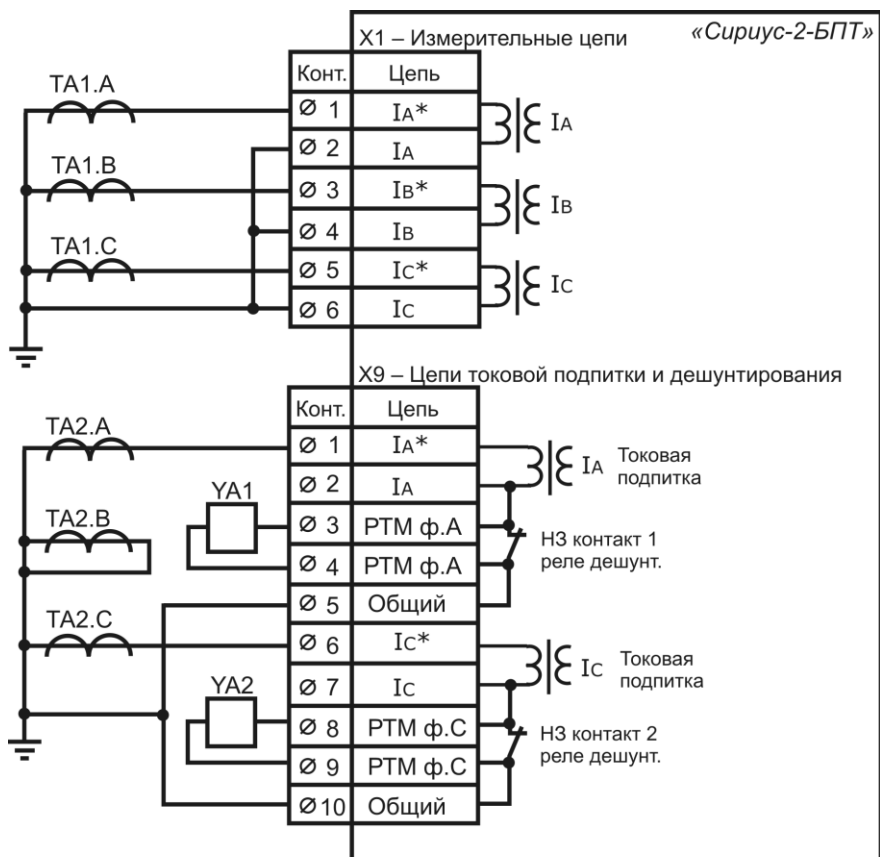 «Сириус-2-БПТ»
X1 – Измерительные цепи
Конт. Цепь
TA1.A
Ø 1 IA* IA
Ø 2 IA
TA1.B
Ø 3 IB* IB
Ø 4 IB
TA1.C
Ø 5 IC* IC
Ø 6 IC
X9 – Цепи токовой подпитки и дешунтирования
Конт. Цепь
TA2.A
Ø 1 IA* IA Токовая
подпитка
Ø 2 IA
YA1
Ø 3 РТМ ф.А
НЗ контакт 1
реле дешунт.
TA2.B
Ø 4 РТМ ф.А
Ø 5 Общий
TA2.C
Ø 6 IC* IC Токовая
подпитка
Ø 7 IC
YA2
Ø 8 РТМ ф.С
НЗ контакт 2
реле дешунт.
Ø 9 РТМ ф.С
Ø 10 Общий